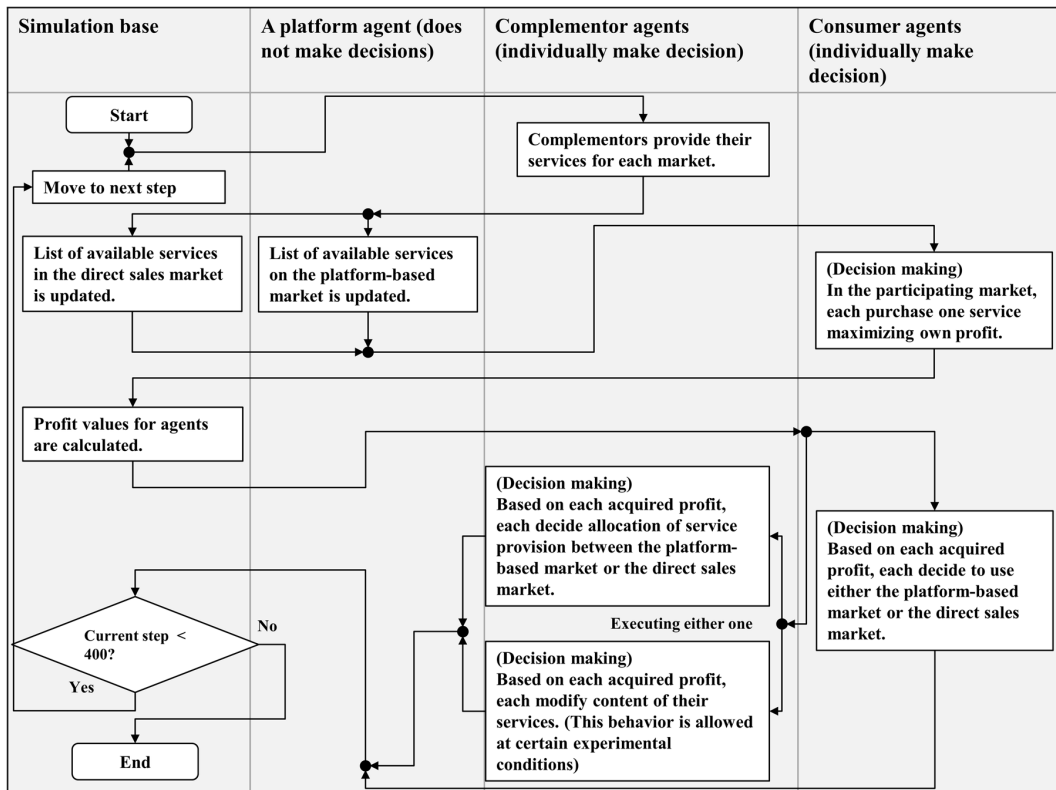 Simulation base
A platform agent (does
not make decisions)
Complementor agents
(individually make decision)
Consumer agents
(individually make
decision)
Start
Complementors provide their
services for each market.
Move to next step
List of available services
in the direct sales market
is updated.
List of available services
on the platform-based
market is updated.
(Decision making)
In the participating market,
each purchase one service
maximizing own profit.
Profit values for agents
are calculated.
(Decision making)
Based on each acquired profit,
each decide allocation of service
provision between the platform-
based market or the direct sales
market.
(Decision making)
Based on each acquired
profit, each decide to use
either the platform-based
market or the direct sales
market.
Executing either one
Current step <
400?
No
Yes
(Decision making)
Based on each acquired profit,
each modify content of their
services. (This behavior is allowed
at certain experimental
conditions)
End